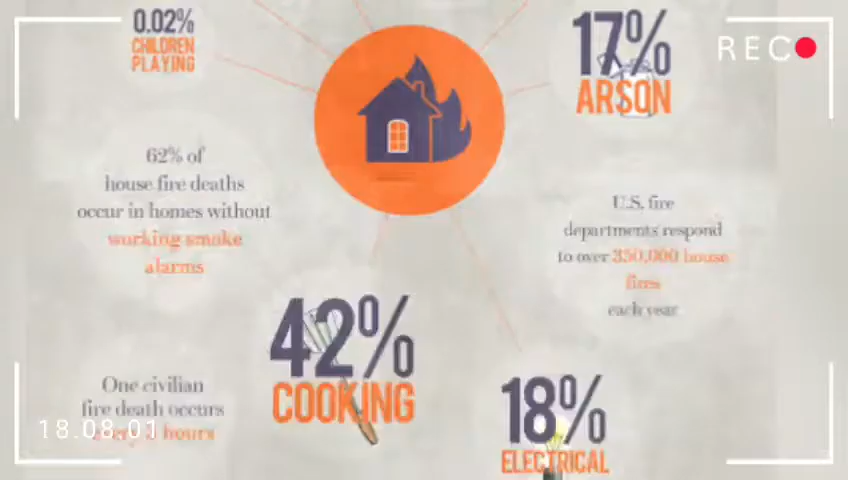 0.02%
CHILDREN
PLAYING
17%
ARSON
REC
62% of
house fire deaths
occur in homes without
working smoke
alarms
U.S. fire
departments respond
to over 350,000 house
fires
each year
42%
COOKING
One civilian
fire death occurs
hours
18.08.01
18%
ELECTRICAL